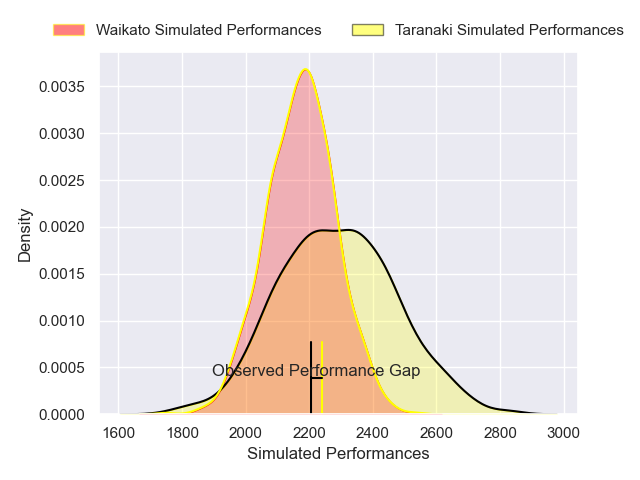 Waikato Simulated Performances
Taranaki Simulated Performances
0.0035
0.0030
0.0025
0.0020
0.0015
0.0010
0.0005
0.0000
Density
Observed Performance Gap
1600 1800 2000 2200 2400 2600 2800 3000
Simulated Performances